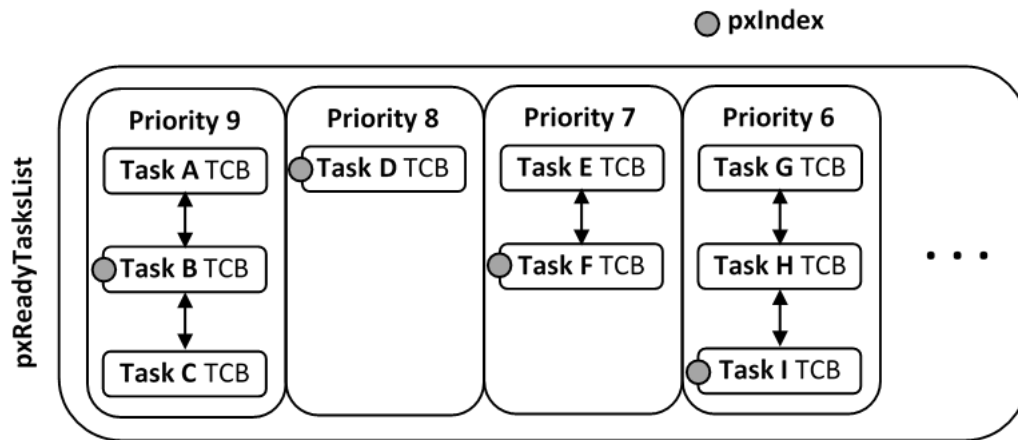 pxIndex
pxReadyTasksList
Priority 9
Task A TCB
Task B TCB
Task C TCB
Priority 8
Task D TCB
Priority 7
Task E TCB
Task F TCB
Priority 6
Task G TCB
Task H TCB
Task I TCB
. . .